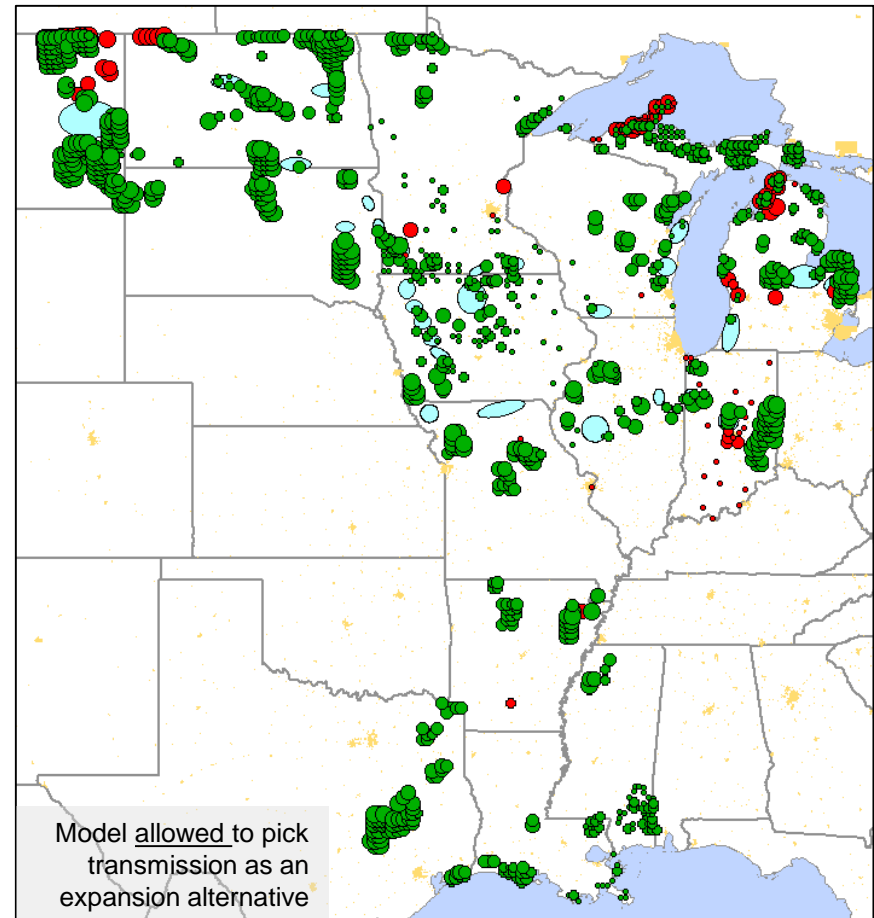 Model allowed to pick
transmission as an
expansion alternative